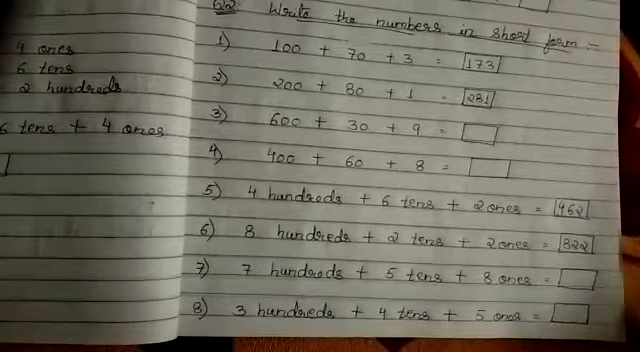 4 ones
6 tens
2 hundreds
6 tens + 4 ones
Q2 Write the numbers in short form :-
1) 100 + 70 + 3 = 173
2) 200 + 80 + 1 = 281
3) 600 + 30 + 9 =
4) 400 + 60 + 8 =
5) 4 hundreds + 6 tens + 2 ones = 462
6) 8 hundreds + 2 tens + 2 ones = 822
7) 7 hundreds + 5 tens + 8 ones =
8) 3 hundreds + 4 tens + 5 ones =